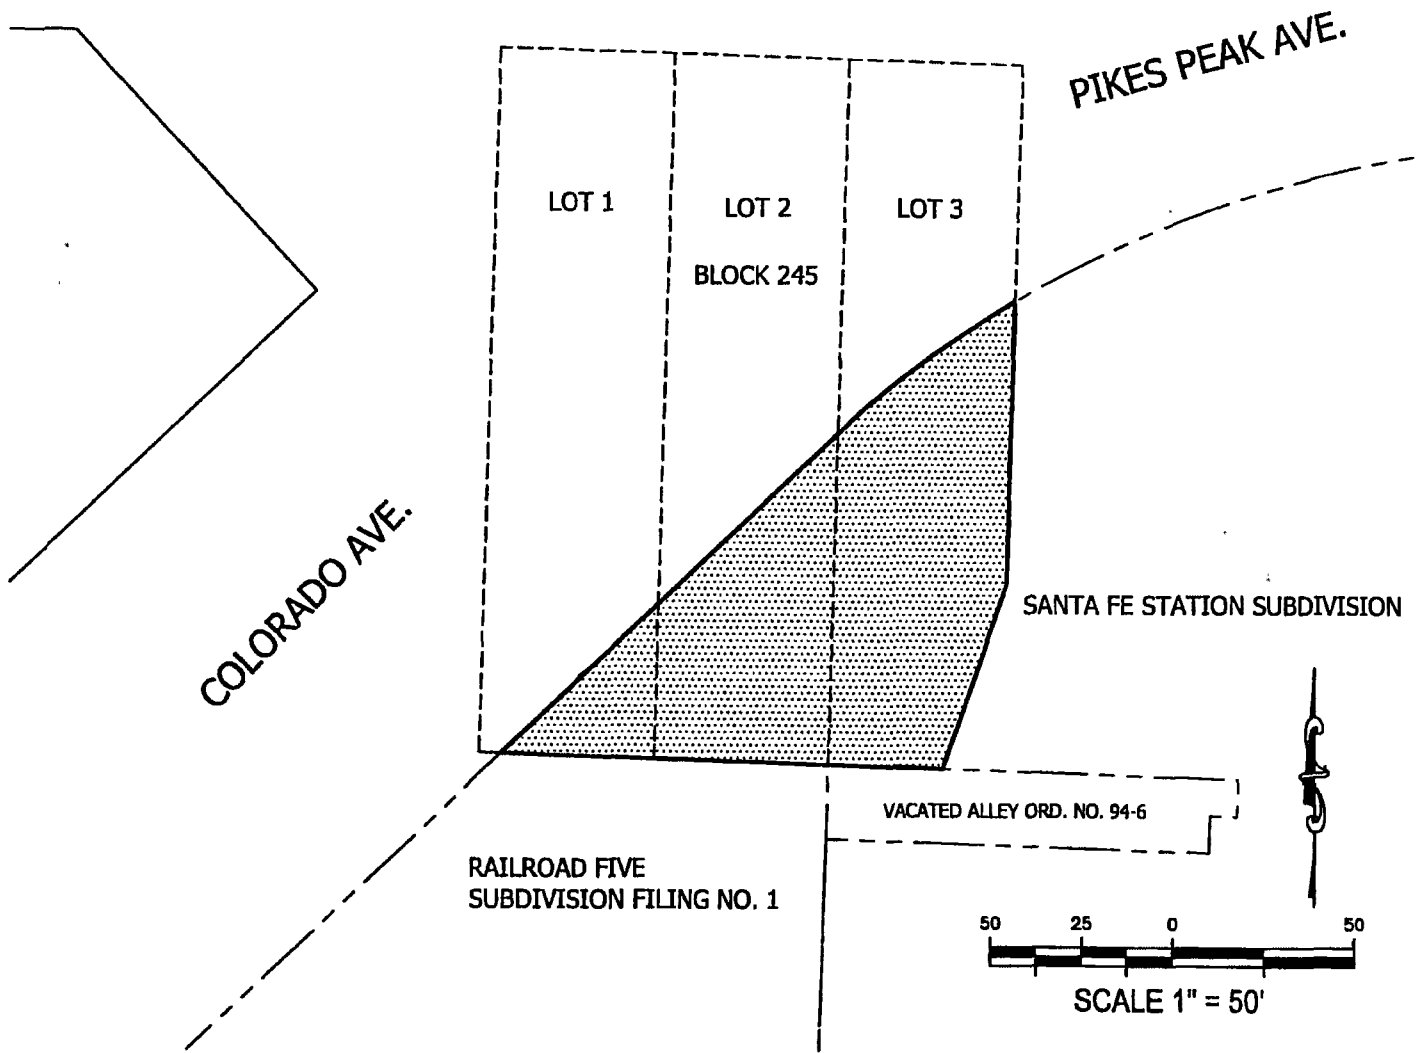 PIKES PEAK AVE.
LOT 1
LOT 2
LOT 3
BLOCK 245
COLORADO AVE.
SANTA FE STATION SUBDIVISION
VACATED ALLEY ORD. NO. 94-6
RAILROAD FIVE
SUBDIVISION FILING NO. 1
50 25 0 50
SCALE 1" = 50'